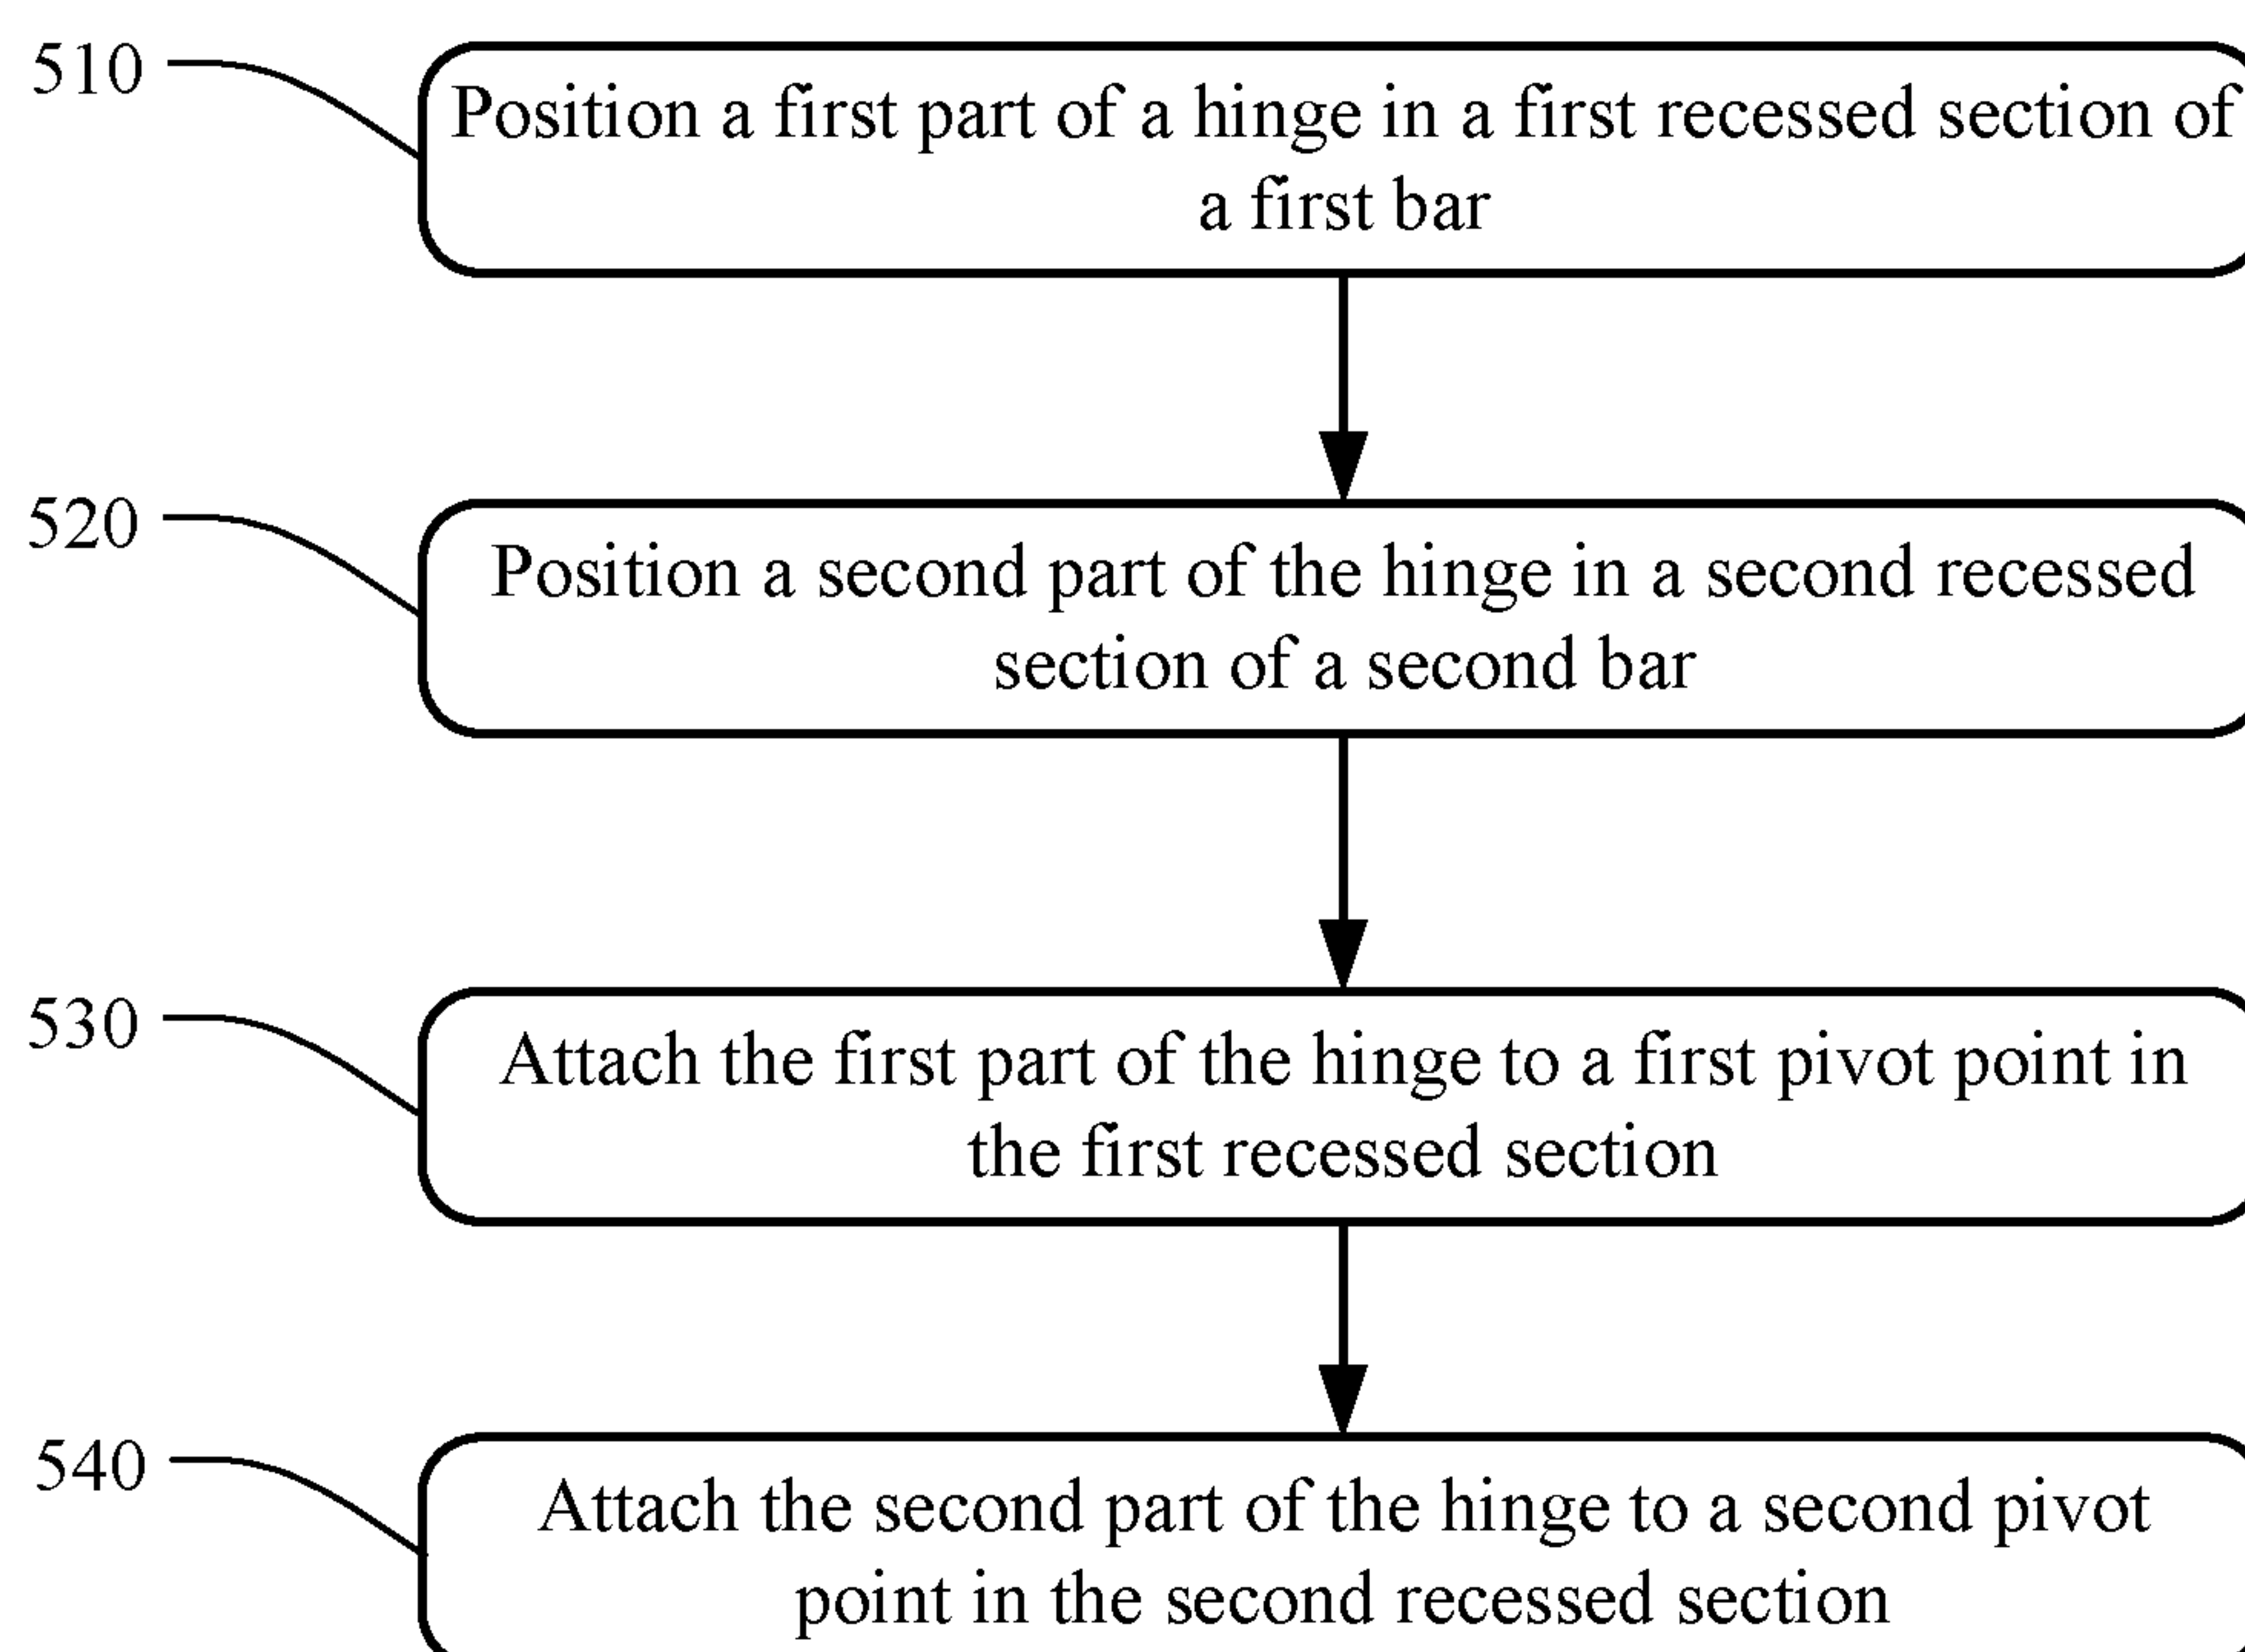 510
Position a first part of a hinge in a first recessed section of
a first bar
520
Position a second part of the hinge in a second recessed
section of a second bar
530
Attach the first part of the hinge to a first pivot point in
the first recessed section
540
Attach the second part of the hinge to a second pivot
point in the second recessed section